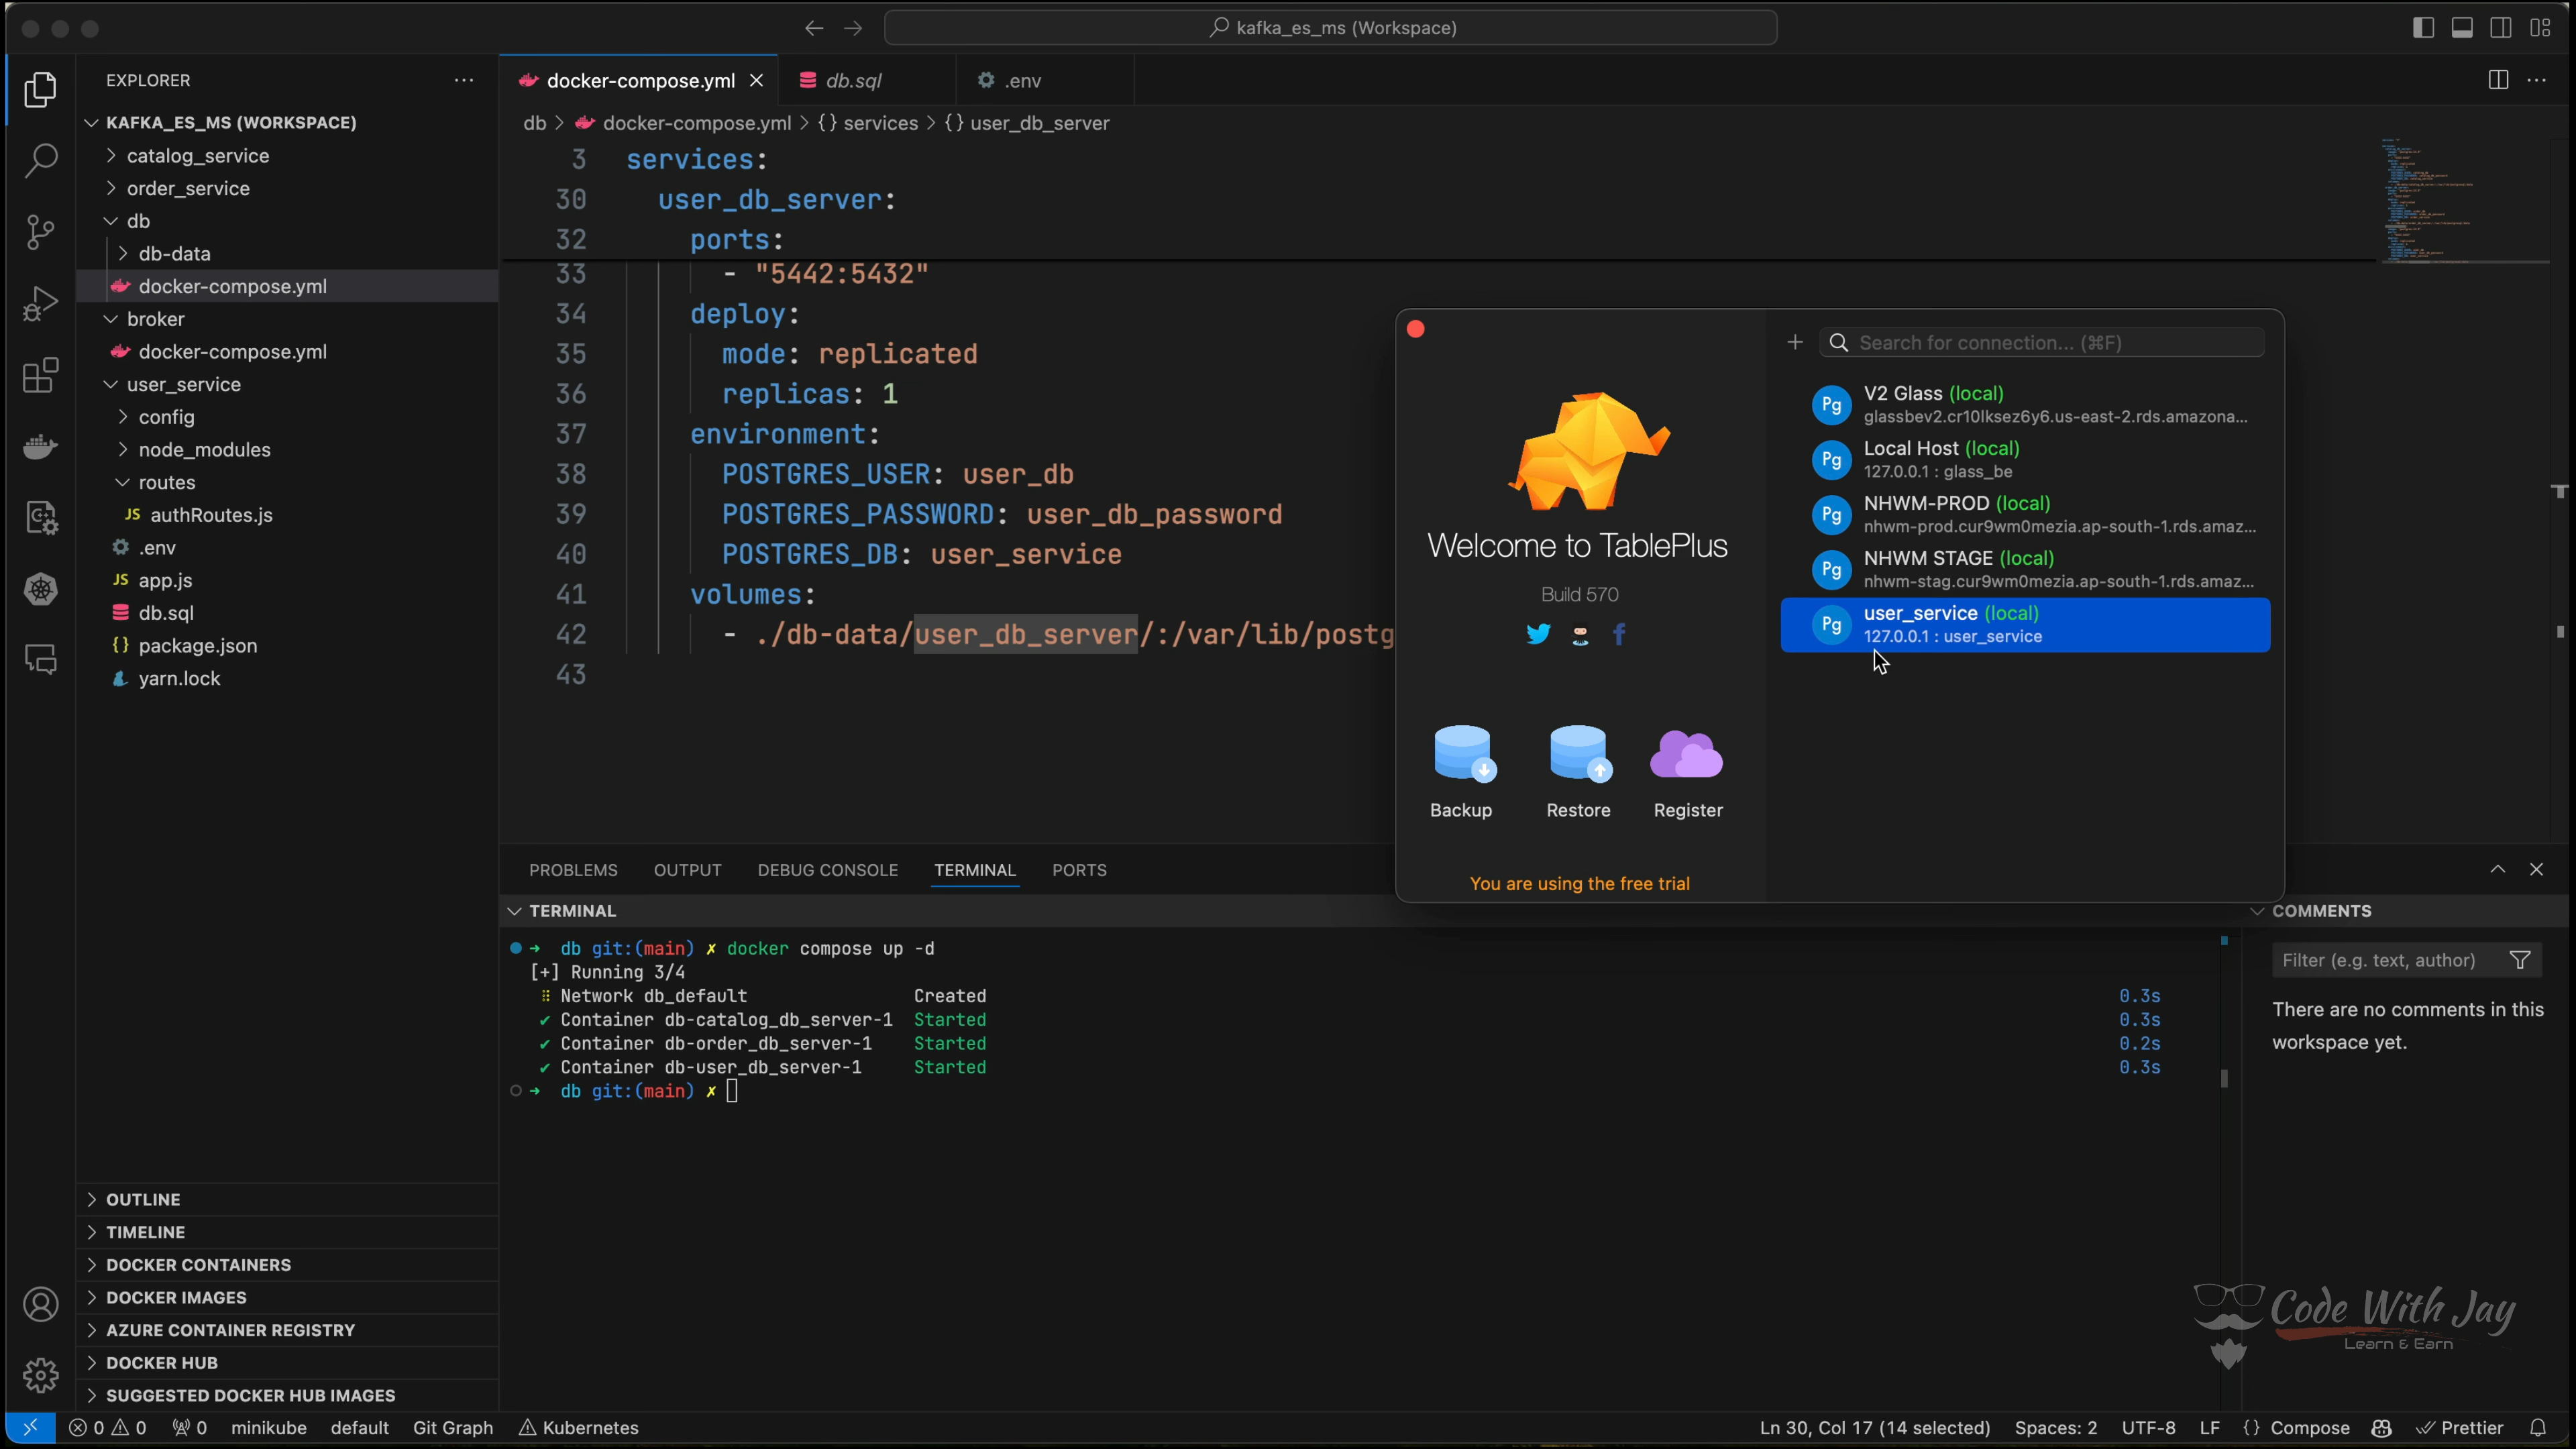 kafka_es_ms (Workspace)
EXPLORER
KAFKA_ES_MS (WORKSPACE)
catalog_service
order_service
db
db-data
docker-compose.yml
broker
docker-compose.yml
user_service
config
node_modules
routes
JS authRoutes.js
.env
JS app.js
db.sql
{} package.json
yarn.lock
OUTLINE
TIMELINE
DOCKER CONTAINERS
DOCKER IMAGES
AZURE CONTAINER REGISTRY
DOCKER HUB
SUGGESTED DOCKER HUB IMAGES
docker-compose.yml
db.sql
.env
db > docker-compose.yml > {} services > {} user_db_server
3 services:
30 user_db_server:
32 ports:
33 - "5442:5432"
34 deploy:
35 mode: replicated
36 replicas: 1
37 environment:
38 POSTGRES_USER: user_db
39 POSTGRES_PASSWORD: user_db_password
40 POSTGRES_DB: user_service
41 volumes:
42 - ./db-data/user_db_server/:/var/lib/postg
43
Welcome to TablePlus
Build 570
Backup
Restore
Register
You are using the free trial
+ Search for connection... (⌘F)
Pg V2 Glass (local)
glassbev2.cr10lksez6y6.us-east-2.rds.amazona...
Pg Local Host (local)
127.0.0.1 : glass_be
Pg NHWM-PROD (local)
nhwm-prod.cur9wm0mezia.ap-south-1.rds.amaz...
Pg NHWM STAGE (local)
nhwm-stag.cur9wm0mezia.ap-south-1.rds.amaz...
Pg user_service (local)
127.0.0.1 : user_service
PROBLEMS OUTPUT DEBUG CONSOLE TERMINAL PORTS
TERMINAL
db git:(main) ✗ docker compose up -d
[+] Running 3/4
Network db_default Created 0.3s
✔ Container db-catalog_db_server-1 Started 0.3s
✔ Container db-order_db_server-1 Started 0.2s
✔ Container db-user_db_server-1 Started 0.3s
db git:(main) ✗
COMMENTS
Filter (e.g. text, author)
There are no comments in this
workspace yet.
Code With Jay
Learn & Earn
0 0 0 minikube default Git Graph Kubernetes
Ln 30, Col 17 (14 selected) Spaces: 2 UTF-8 LF {} Compose Prettier